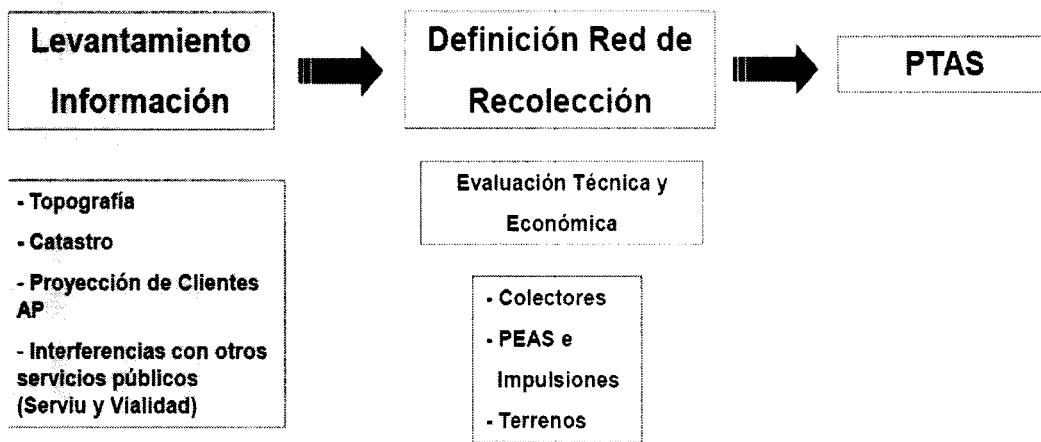 Levantamiento
Información
Definición Red de
Recolección
PTAS
- Topografía
- Catastro
- Proyección de Clientes
AP
- Interferencias con otros
servicios públicos
(Serviu y Vialidad)
Evaluación Técnica y
Económica
- Colectores
- PEAS e
Impulsiones
- Terrenos